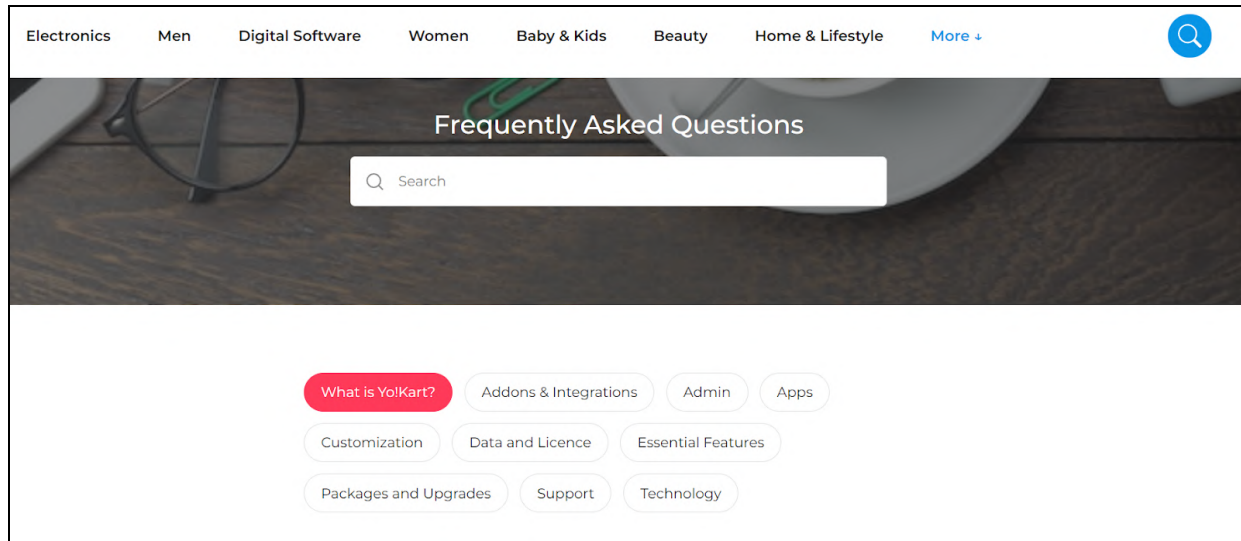 Electronics Men Digital Software Women Baby & Kids Beauty Home & Lifestyle More ↓
Frequently Asked Questions
Search
What is Yo!Kart? Addons & Integrations Admin Apps
Customization Data and Licence Essential Features
Packages and Upgrades Support Technology